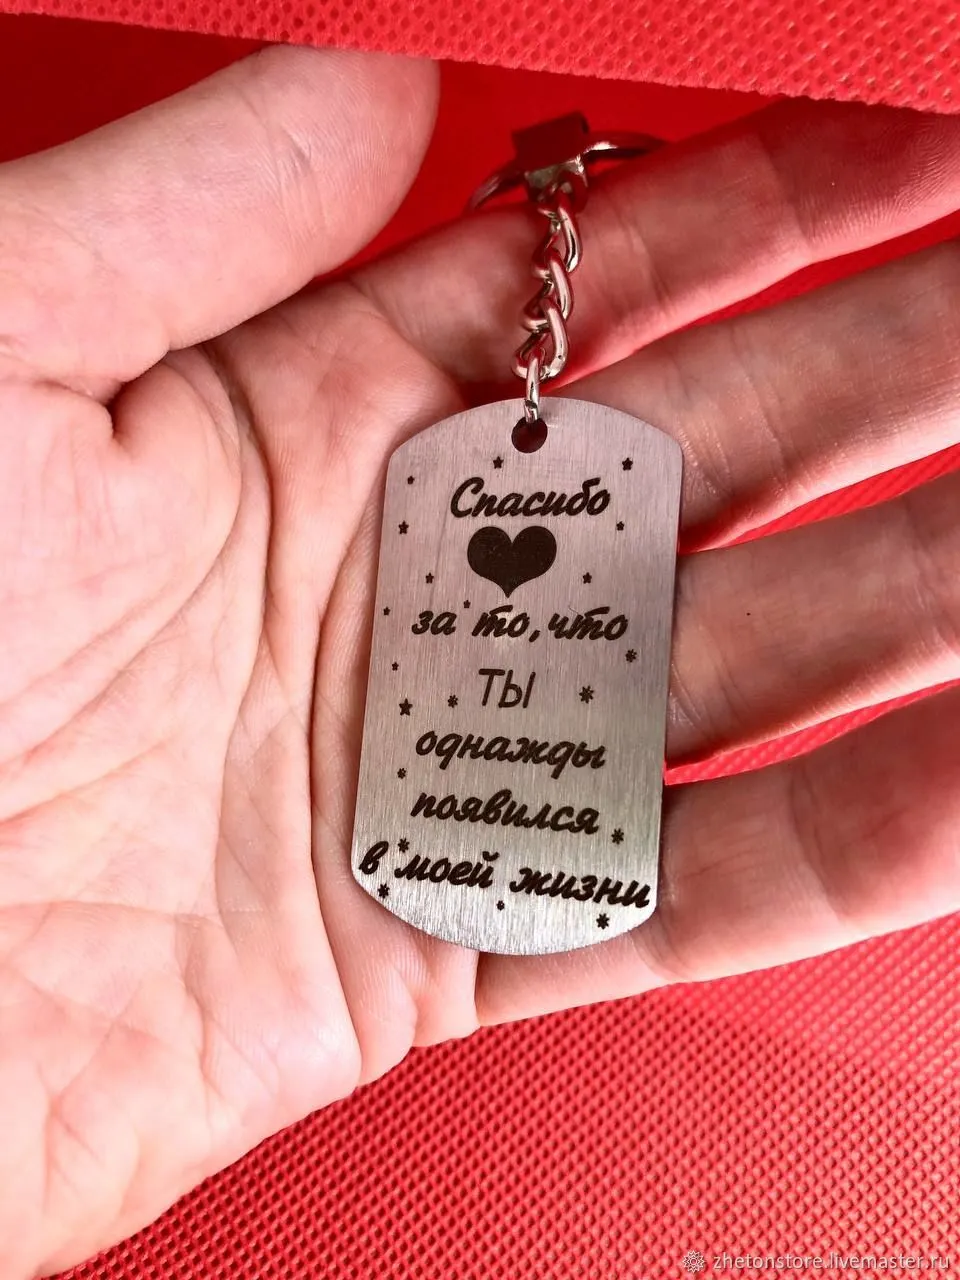 Спасибо
за то, что
ТЫ
однажды
появился
в моей жизни
zhetonstore.livemaster.ru